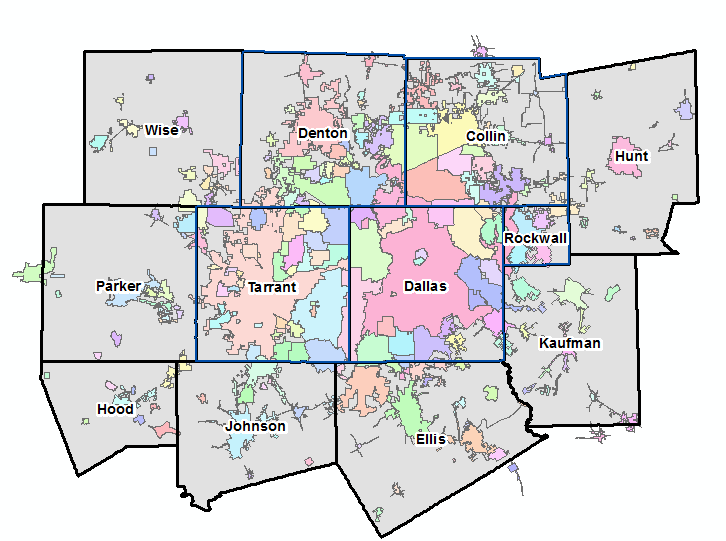 Wise
Denton
Collin
Hunt
Rockwall
Parker
Tarrant
Dallas
Kaufman
Hood
Johnson
Ellis